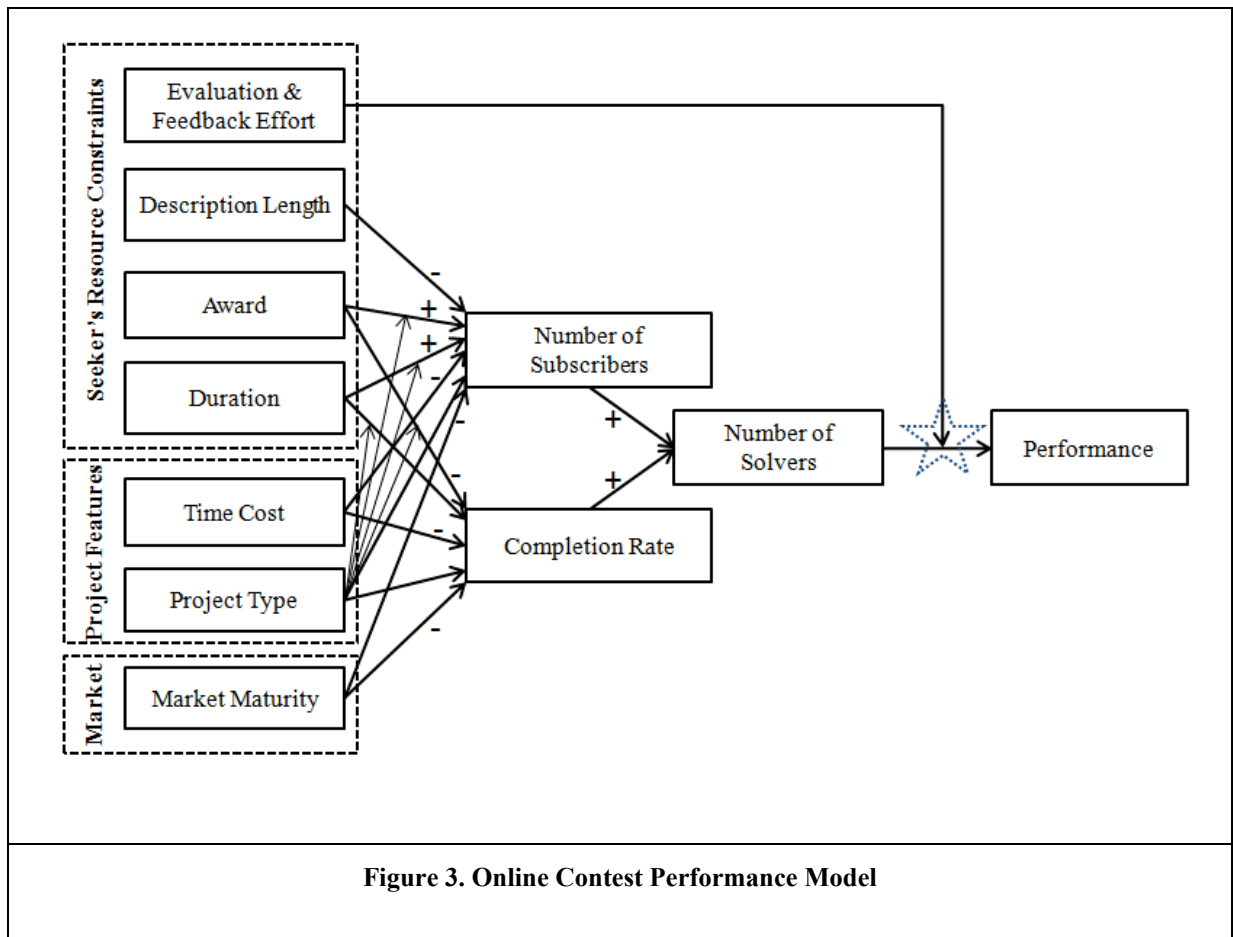 Seeker's Resource Constraints
Evaluation &
Feedback Effort
Description Length
Award
Duration
Project Features
Time Cost
Project Type
Market
Market Maturity
-
+
+
-
-
-
-
-
Number of
Subscribers
Completion Rate
+
+
Number of
Solvers
Performance
Figure 3. Online Contest Performance Model